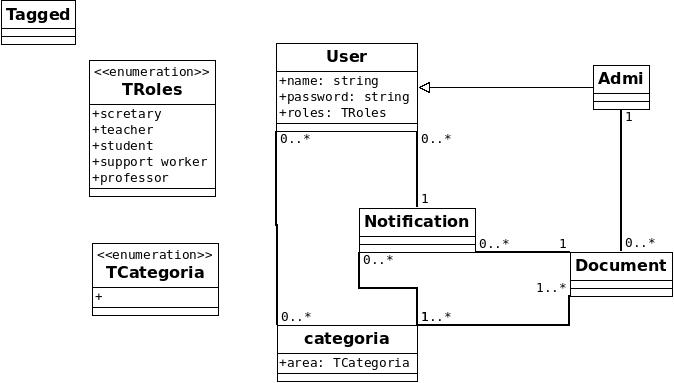 Tagged
<<enumeration>>
TRoles
+scretary
+teacher
+student
+support worker
+professor
User
+name: string
+password: string
+roles: TRoles
0..*
0..*
Admi
1
1
Notification
0..*
1
0..*
0..*
Document
1..*
<<enumeration>>
TCategoria
+
0..*
1..*
categoria
+area: TCategoria